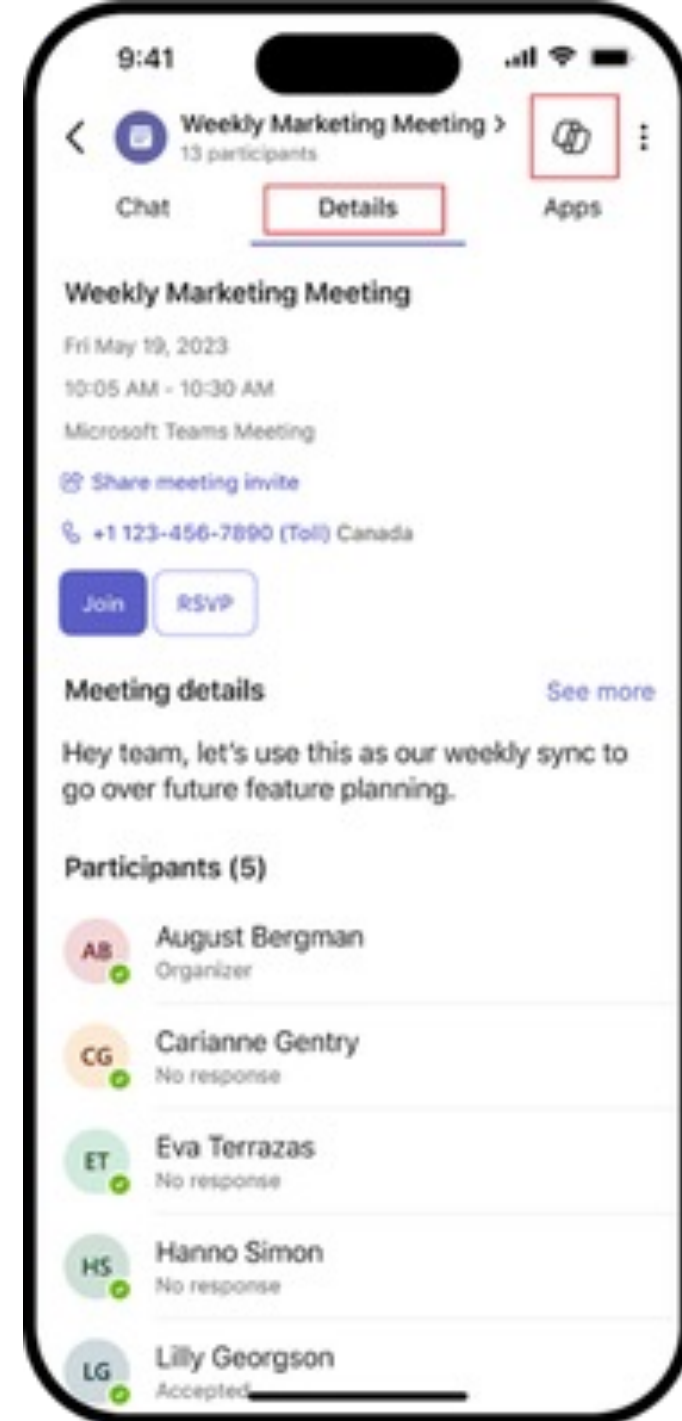 9:41
Weekly Marketing Meeting >
13 participants
Chat Details Apps
Weekly Marketing Meeting
Fri May 19, 2023
10:05 AM - 10:30 AM
Microsoft Teams Meeting
Share meeting invite
+1 123-456-7890 (Toll) Canada
Join RSVP
Meeting details See more
Hey team, let's use this as our weekly sync to
go over future feature planning.
Participants (5)
AB August Bergman
Organizer
CG Carianne Gentry
No response
ET Eva Terrazas
No response
HS Hanno Simon
No response
LG Lilly Georgson
Accepted